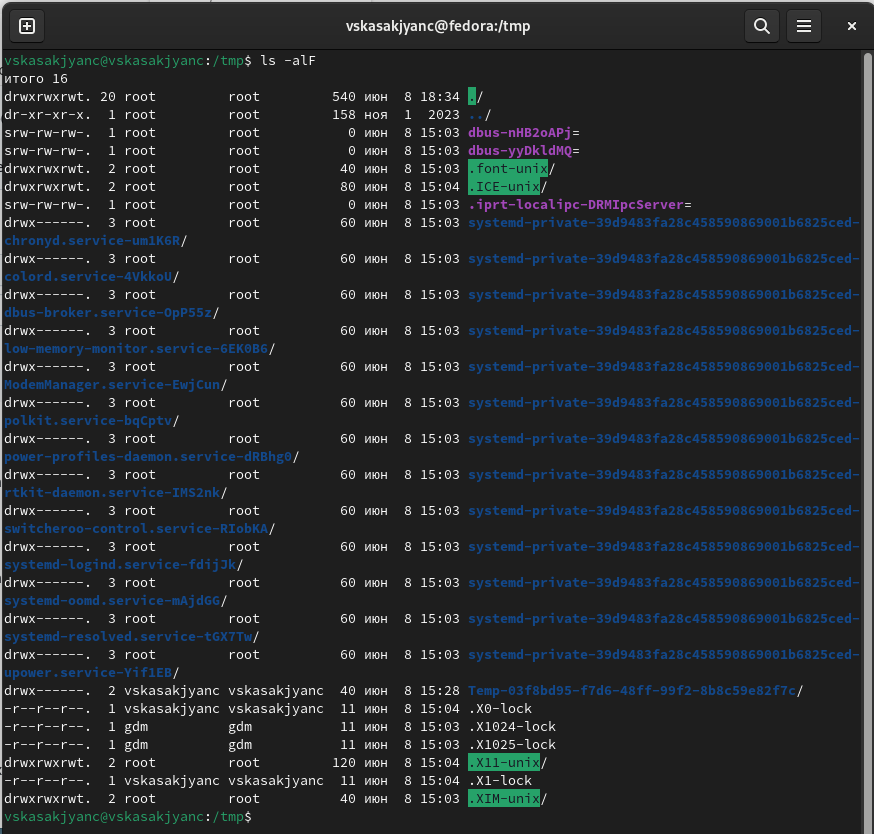 vskasakjyanc@fedora:/tmp
vskasakjyanc@vskasakjyanc:/tmp$ ls -alF
итого 16
drwxrwxrwt. 20 root         root         540 июн  8 18:34 ./
dr-xr-xr-x.  1 root         root         158 ноя  1  2023 ../
srw-rw-rw-.  1 root         root           0 июн  8 15:03 dbus-nHB2oAPj=
srw-rw-rw-.  1 root         root           0 июн  8 15:03 dbus-yyDkldMQ=
drwxrwxrwt.  2 root         root          40 июн  8 15:03 .font-unix/
drwxrwxrwt.  2 root         root          80 июн  8 15:04 .ICE-unix/
srw-rw-rw-.  1 root         root           0 июн  8 15:03 .iprt-localipc-DRMIpcServer=
drwx------.  3 root         root          60 июн  8 15:03 systemd-private-39d9483fa28c458590869001b6825ced-
chronyd.service-um1K6R/
drwx------.  3 root         root          60 июн  8 15:03 systemd-private-39d9483fa28c458590869001b6825ced-
colord.service-4VkkoU/
drwx------.  3 root         root          60 июн  8 15:03 systemd-private-39d9483fa28c458590869001b6825ced-
dbus-broker.service-OpP55z/
drwx------.  3 root         root          60 июн  8 15:03 systemd-private-39d9483fa28c458590869001b6825ced-
low-memory-monitor.service-6EK0B6/
drwx------.  3 root         root          60 июн  8 15:03 systemd-private-39d9483fa28c458590869001b6825ced-
ModemManager.service-EwjCun/
drwx------.  3 root         root          60 июн  8 15:03 systemd-private-39d9483fa28c458590869001b6825ced-
polkit.service-bqCptv/
drwx------.  3 root         root          60 июн  8 15:03 systemd-private-39d9483fa28c458590869001b6825ced-
power-profiles-daemon.service-dRBhg0/
drwx------.  3 root         root          60 июн  8 15:03 systemd-private-39d9483fa28c458590869001b6825ced-
rtkit-daemon.service-IMS2nk/
drwx------.  3 root         root          60 июн  8 15:03 systemd-private-39d9483fa28c458590869001b6825ced-
switcheroo-control.service-RIobKA/
drwx------.  3 root         root          60 июн  8 15:03 systemd-private-39d9483fa28c458590869001b6825ced-
systemd-logind.service-fdijJk/
drwx------.  3 root         root          60 июн  8 15:03 systemd-private-39d9483fa28c458590869001b6825ced-
systemd-oomd.service-mAjdGG/
drwx------.  3 root         root          60 июн  8 15:03 systemd-private-39d9483fa28c458590869001b6825ced-
systemd-resolved.service-tGX7Tw/
drwx------.  3 root         root          60 июн  8 15:03 systemd-private-39d9483fa28c458590869001b6825ced-
upower.service-Yif1EB/
drwx------.  2 vskasakjyanc vskasakjyanc  40 июн  8 15:28 Temp-03f8bd95-f7d6-48ff-99f2-8b8c59e82f7c/
-r--r--r--.  1 vskasakjyanc vskasakjyanc  11 июн  8 15:04 .X0-lock
-r--r--r--.  1 gdm          gdm           11 июн  8 15:03 .X1024-lock
-r--r--r--.  1 gdm          gdm           11 июн  8 15:03 .X1025-lock
drwxrwxrwt.  2 root         root         120 июн  8 15:04 .X11-unix/
-r--r--r--.  1 vskasakjyanc vskasakjyanc  11 июн  8 15:04 .X1-lock
drwxrwxrwt.  2 root         root          40 июн  8 15:03 .XIM-unix/
vskasakjyanc@vskasakjyanc:/tmp$